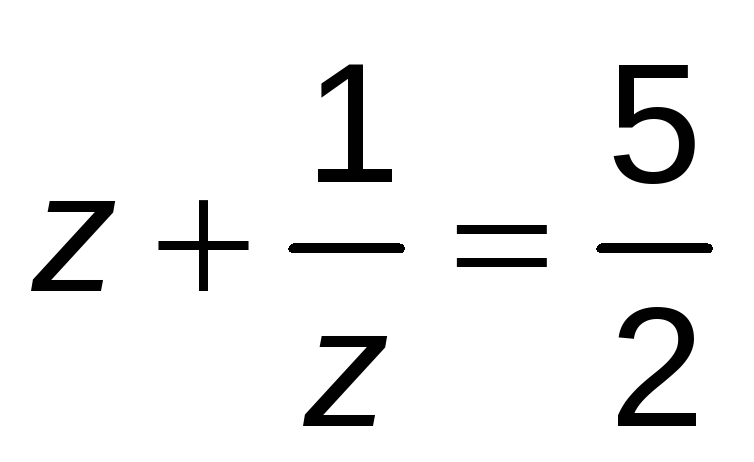 z + 1/z = 5/2